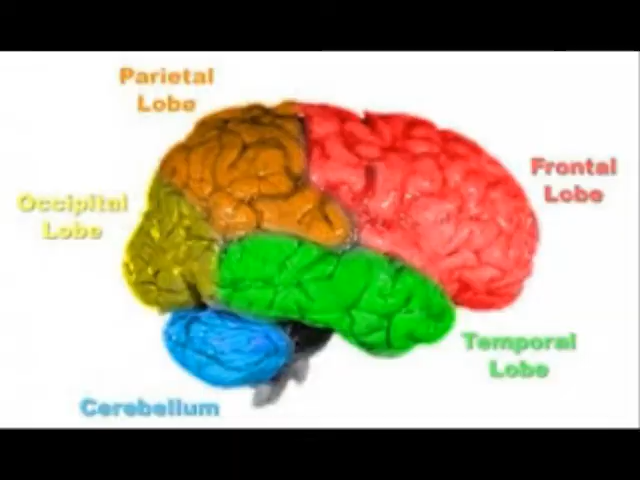 Parietal
Lobe
Frontal
Lobe
Occipital
Lobe
Temporal
Lobe
Cerebellum